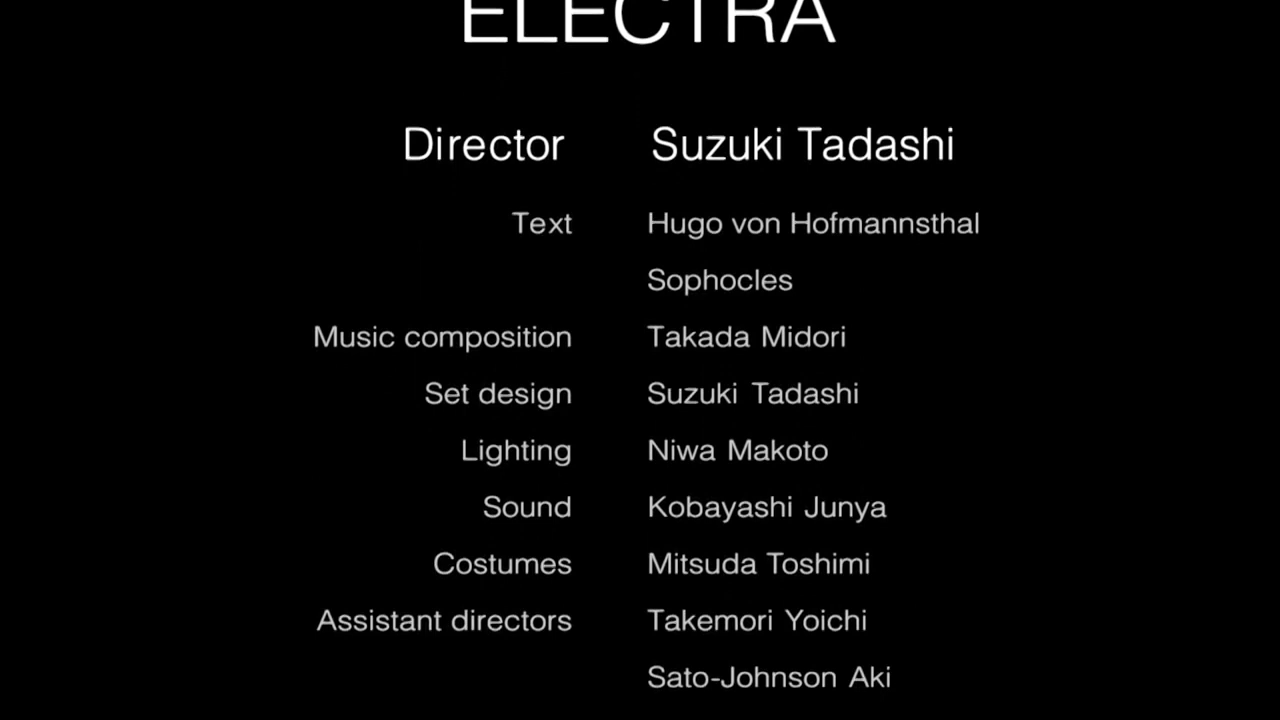 ELECTRA
Director Suzuki Tadashi
Text Hugo von Hofmannsthal
Sophocles
Music composition Takada Midori
Set design Suzuki Tadashi
Lighting Niwa Makoto
Sound Kobayashi Junya
Costumes Mitsuda Toshimi
Assistant directors Takemori Yoichi
Sato-Johnson Aki